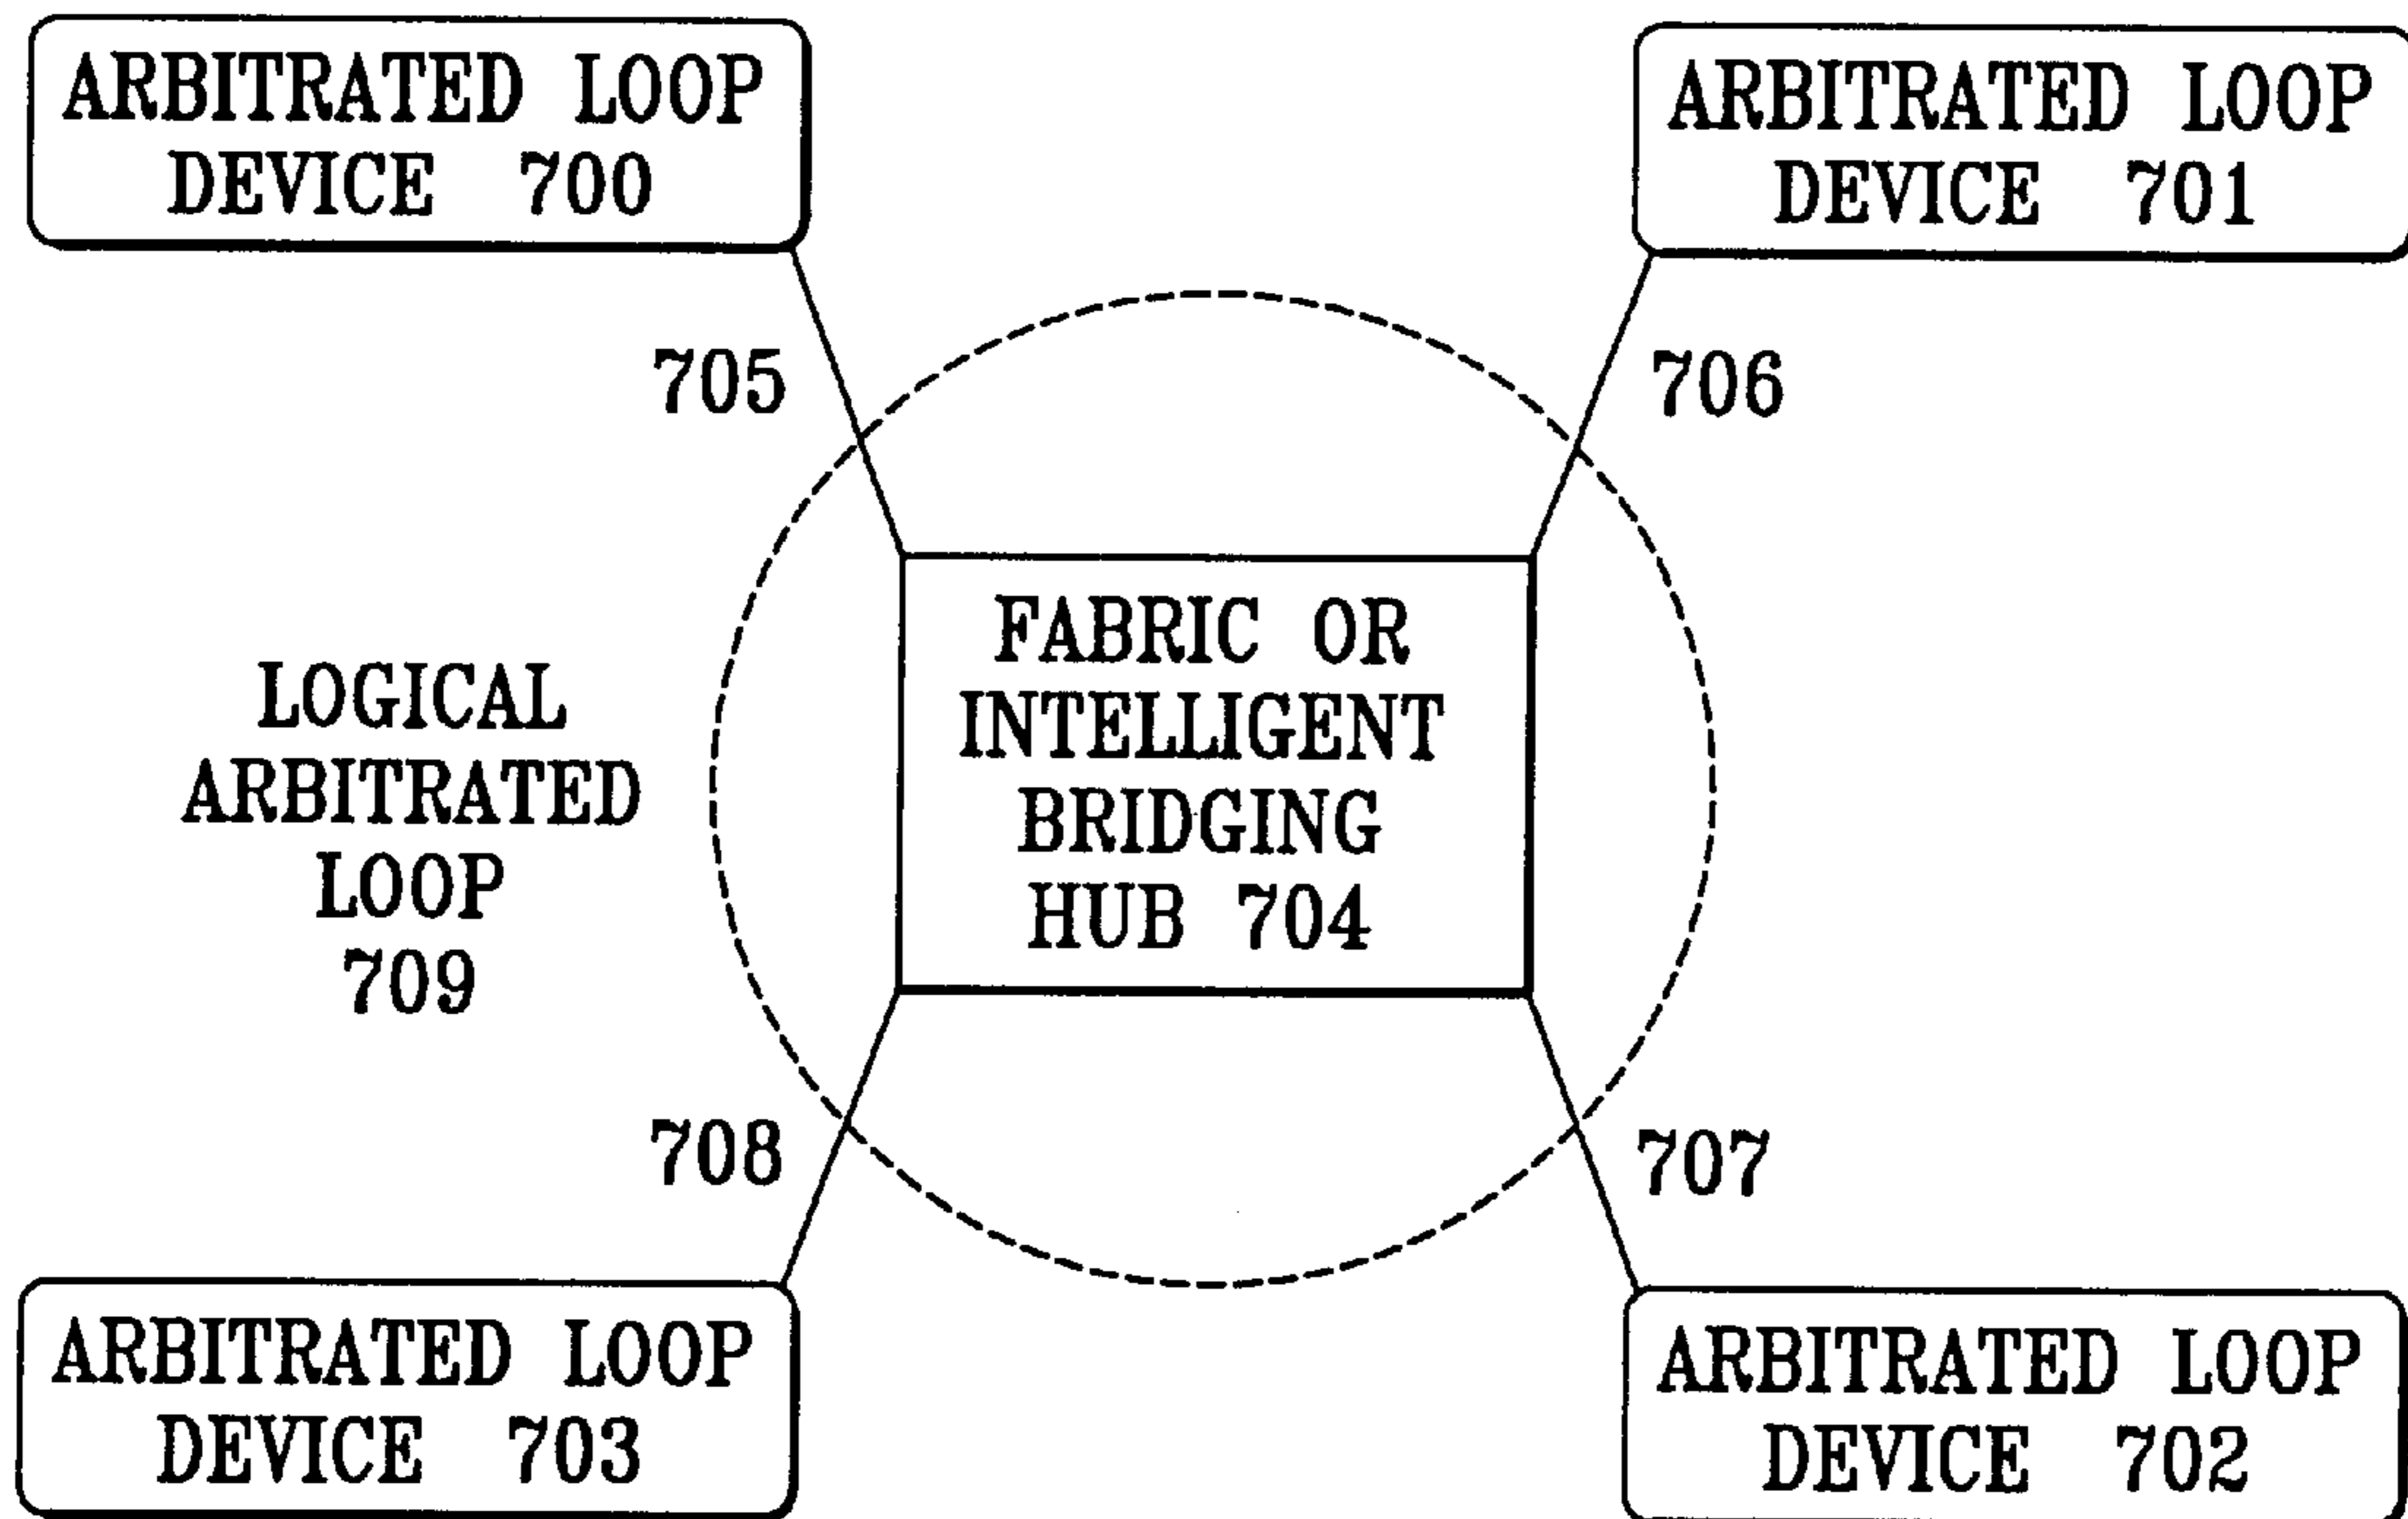 ARBITRATED LOOP
DEVICE 700
ARBITRATED LOOP
DEVICE 701
705
706
FABRIC OR
INTELLIGENT
BRIDGING
HUB 704
LOGICAL
ARBITRATED
LOOP
709
708
707
ARBITRATED LOOP
DEVICE 703
ARBITRATED LOOP
DEVICE 702